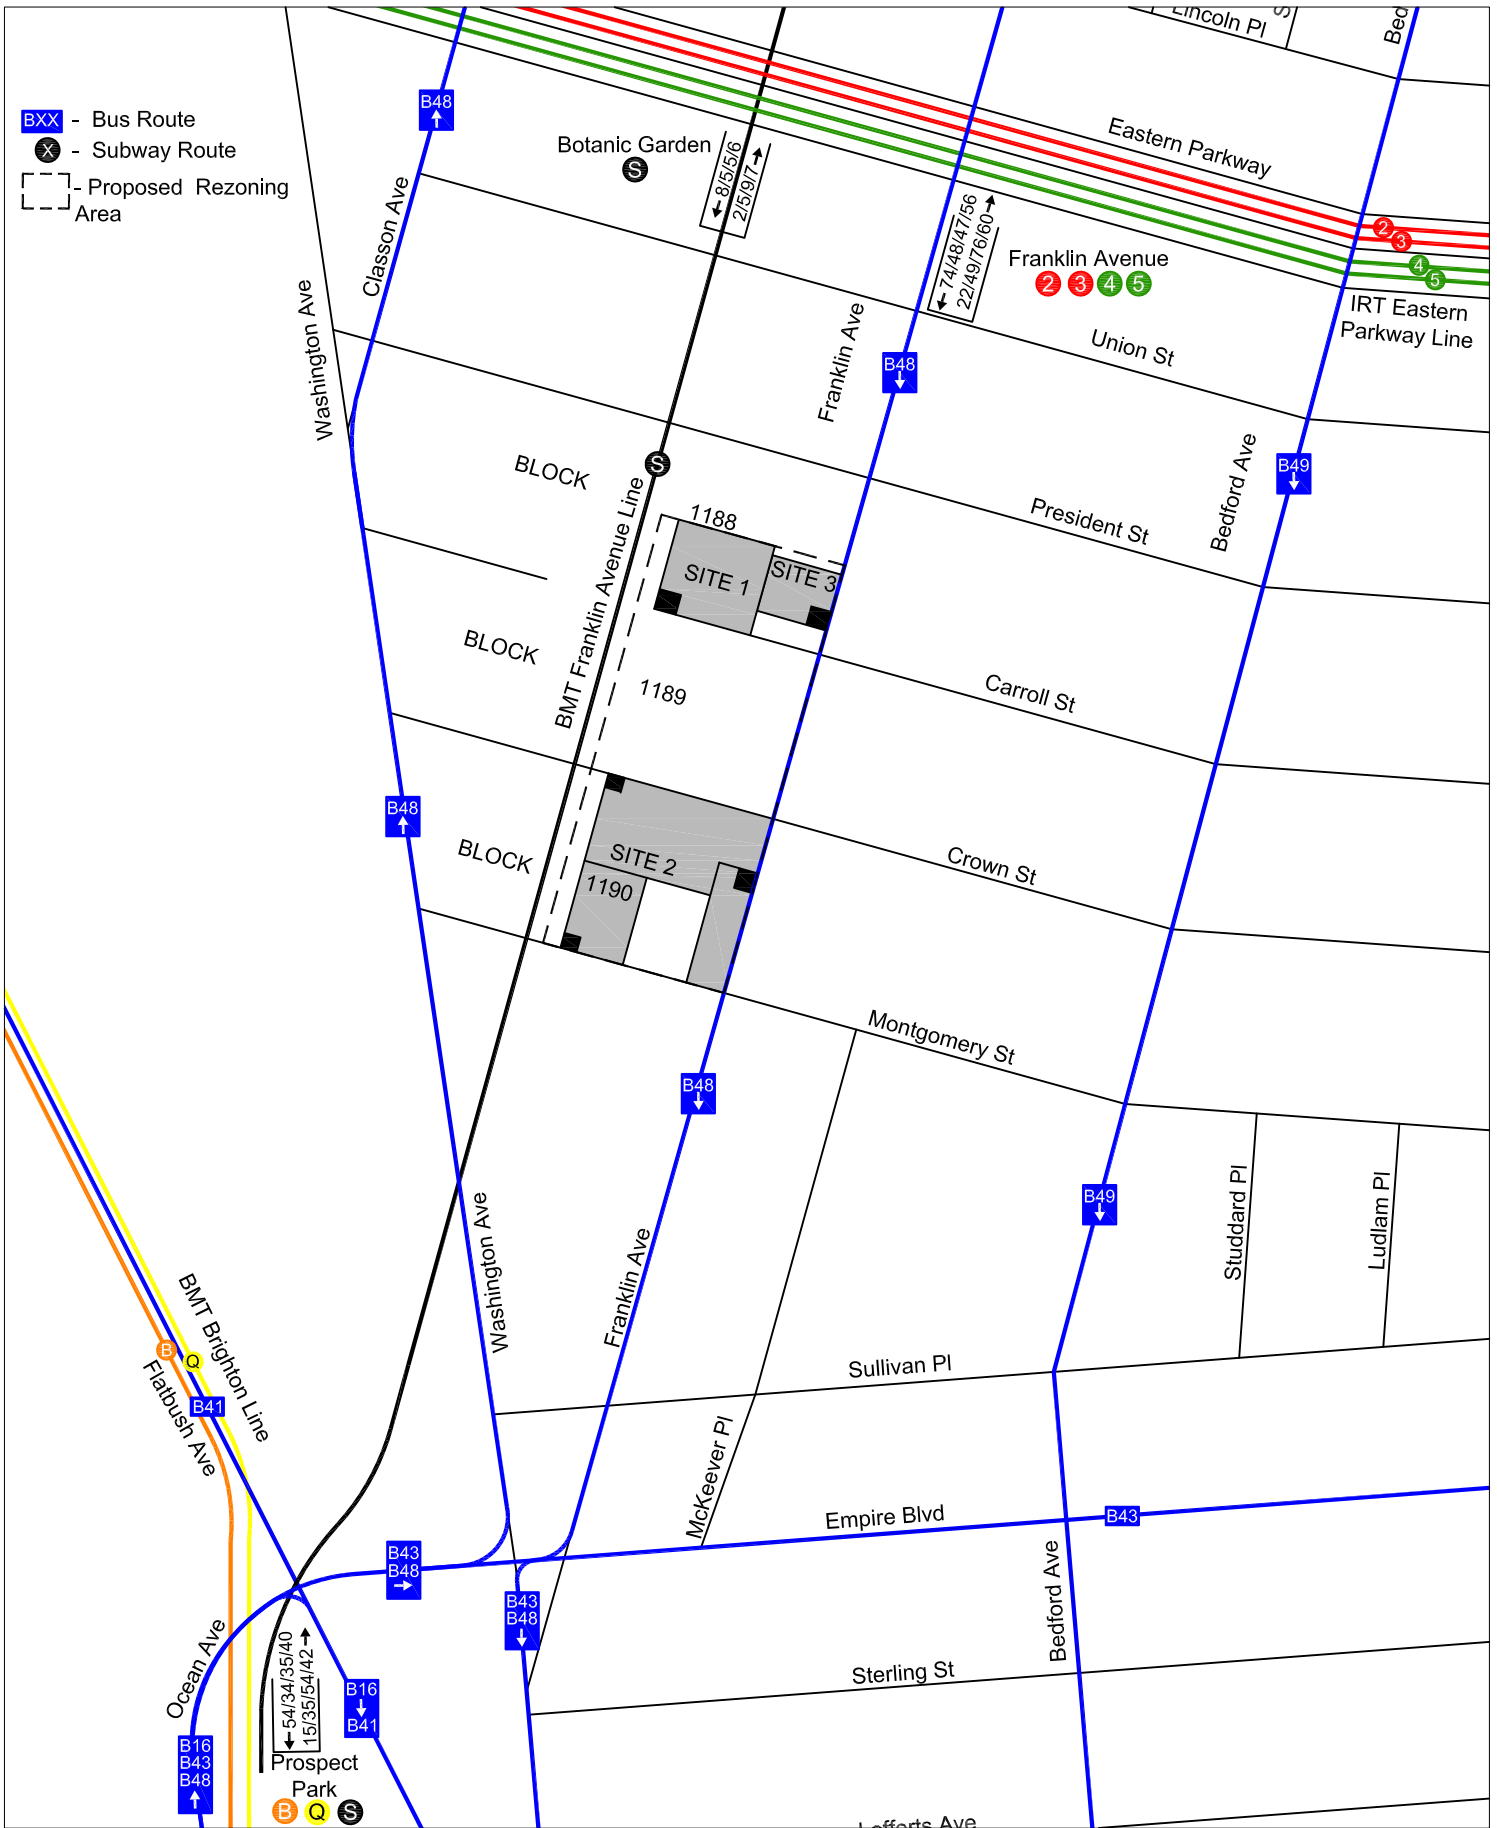 Lincoln Pl
S
Bed
BXX - Bus Route
X - Subway Route
- Proposed Rezoning
Area
B48
Botanic Garden
S
8/5/5/6
2/5/9/7
Eastern Parkway
Classon Ave
74/48/47/56
22/49/76/60
Franklin Avenue
2 3 4 5
2
3
4
5
IRT Eastern
Parkway Line
Washington Ave
Franklin Ave
Union St
B48
Bedford Ave
B49
BLOCK
S
BMT Franklin Avenue Line
1188
President St
SITE 1
SITE 3
BLOCK
1189
Carroll St
B48
BLOCK
SITE 2
1190
Crown St
Montgomery St
B48
B49
Studdard Pl
Ludlam Pl
Washington Ave
Franklin Ave
BMT Brighton Line
B
Q
Flatbush Ave
B41
Sullivan Pl
McKeever Pl
Empire Blvd
B43
B43
B48
B43
B48
Bedford Ave
Ocean Ave
54/34/35/40
15/35/54/42
Sterling St
B16
B41
B16
B43
B48
Prospect
Park
B Q S
Lefferts Ave